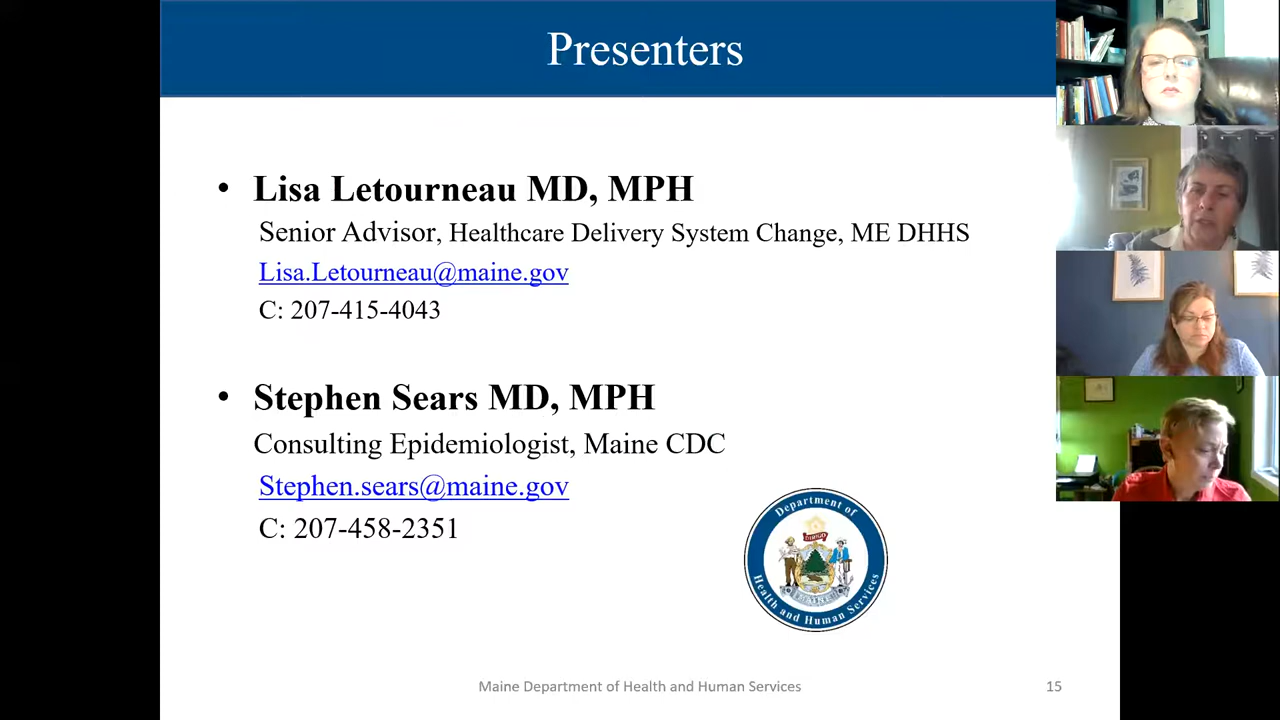 Presenters
• Lisa Letourneau MD, MPH
Senior Advisor, Healthcare Delivery System Change, ME DHHS
Lisa.Letourneau@maine.gov
C: 207-415-4043
• Stephen Sears MD, MPH
Consulting Epidemiologist, Maine CDC
Stephen.sears@maine.gov
C: 207-458-2351
Department of
DIRIGO
MAINE
Health and Human Services
Maine Department of Health and Human Services
15